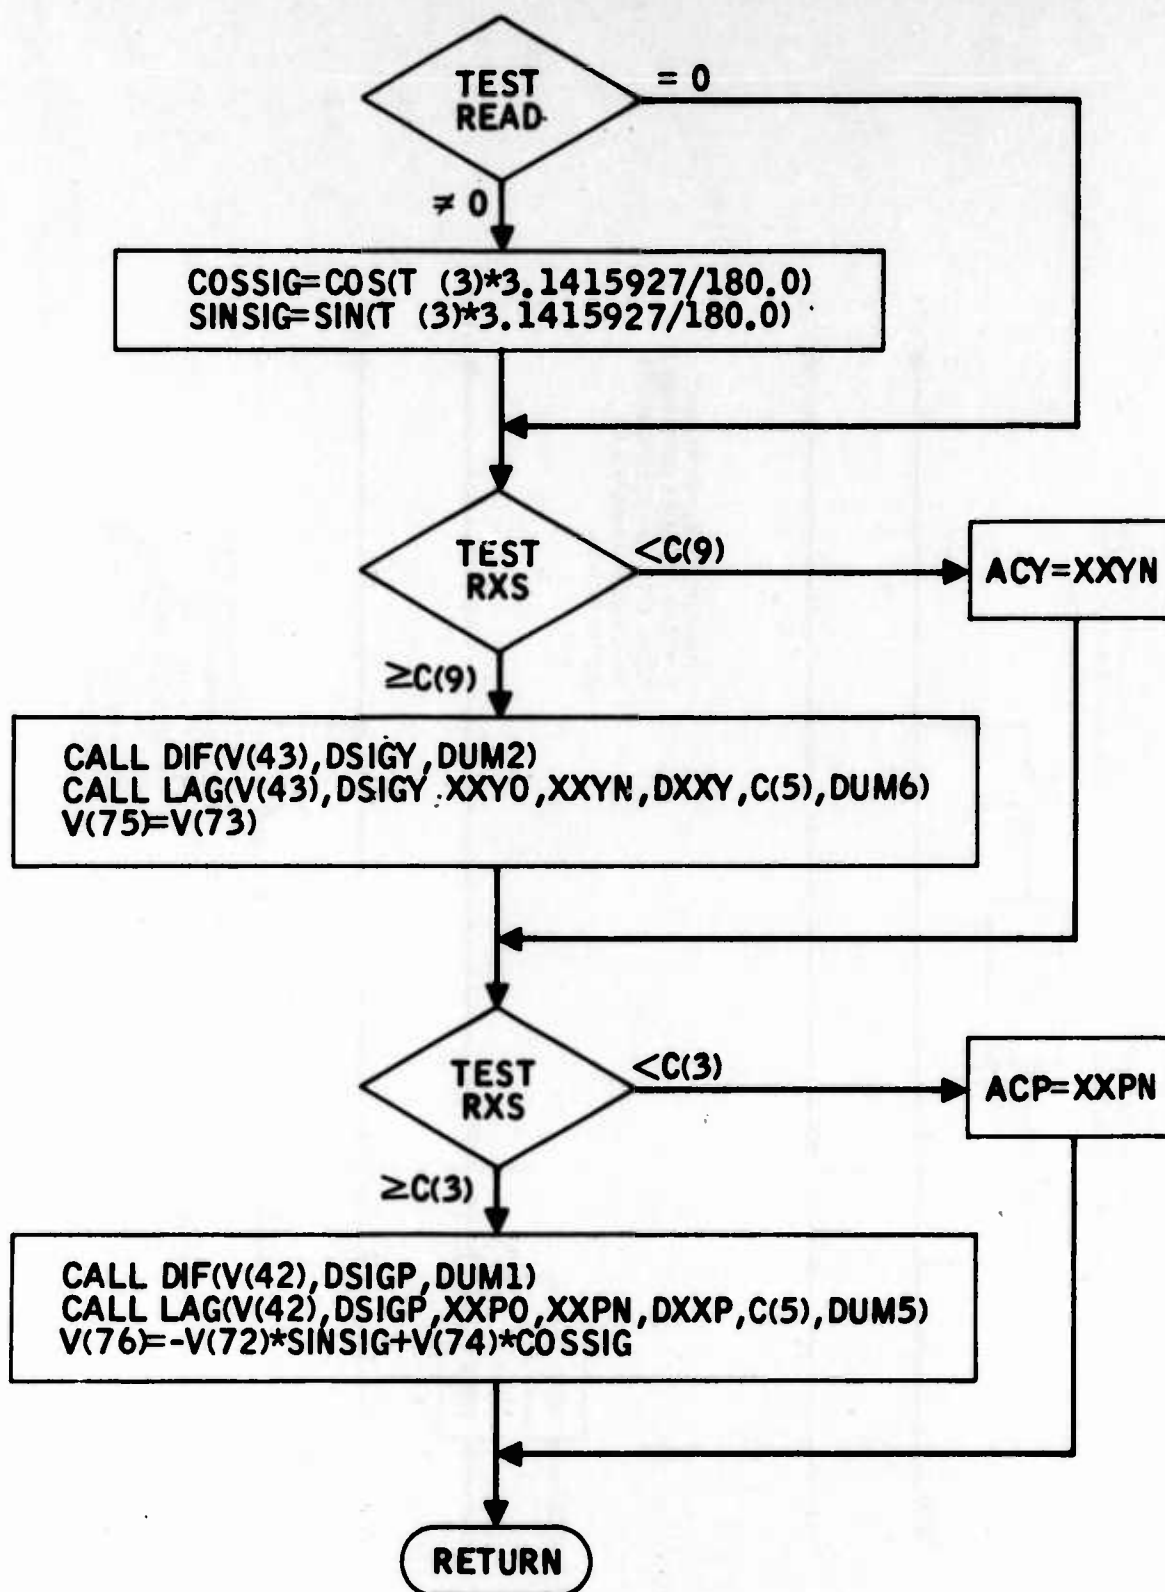 TEST
READ
= 0
≠ 0
COSSIG=COS(T (3)*3.1415927/180.0)
SINSIG=SIN(T (3)*3.1415927/180.0)
TEST
RXS
<C(9)
ACY=XXYN
≥C(9)
CALL DIF(V(43),DSIGY,DUM2)
CALL LAG(V(43),DSIGY.XXYO,XXYN,DXXY,C(5),DUM6)
V(75)=V(73)
TEST
RXS
<C(3)
ACP=XXPN
≥C(3)
CALL DIF(V(42),DSIGP,DUM1)
CALL LAG(V(42),DSIGP,XXPO,XXPN,DXXP,C(5),DUM5)
V(76)=-V(72)*SINSIG+V(74)*COSSIG
RETURN